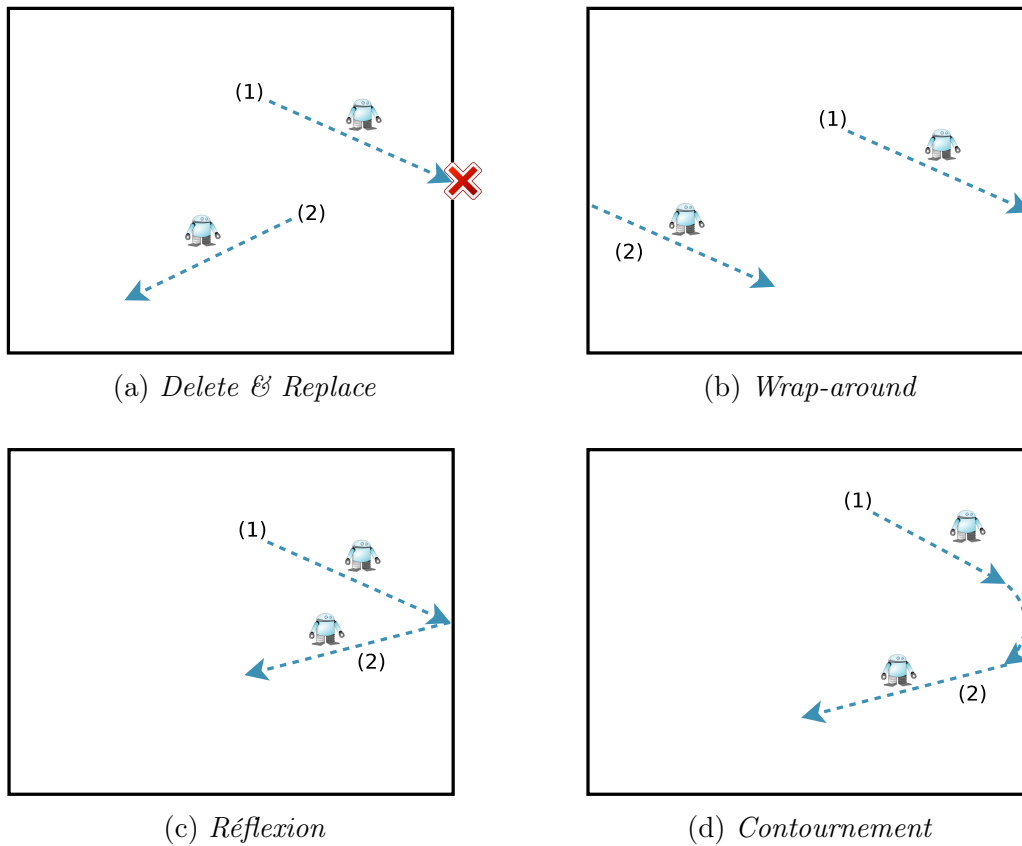 (1)
(2)
(a) Delete & Replace
(1)
(2)
(b) Wrap-around
(1)
(2)
(c) Réflexion
(1)
(2)
(d) Contournement